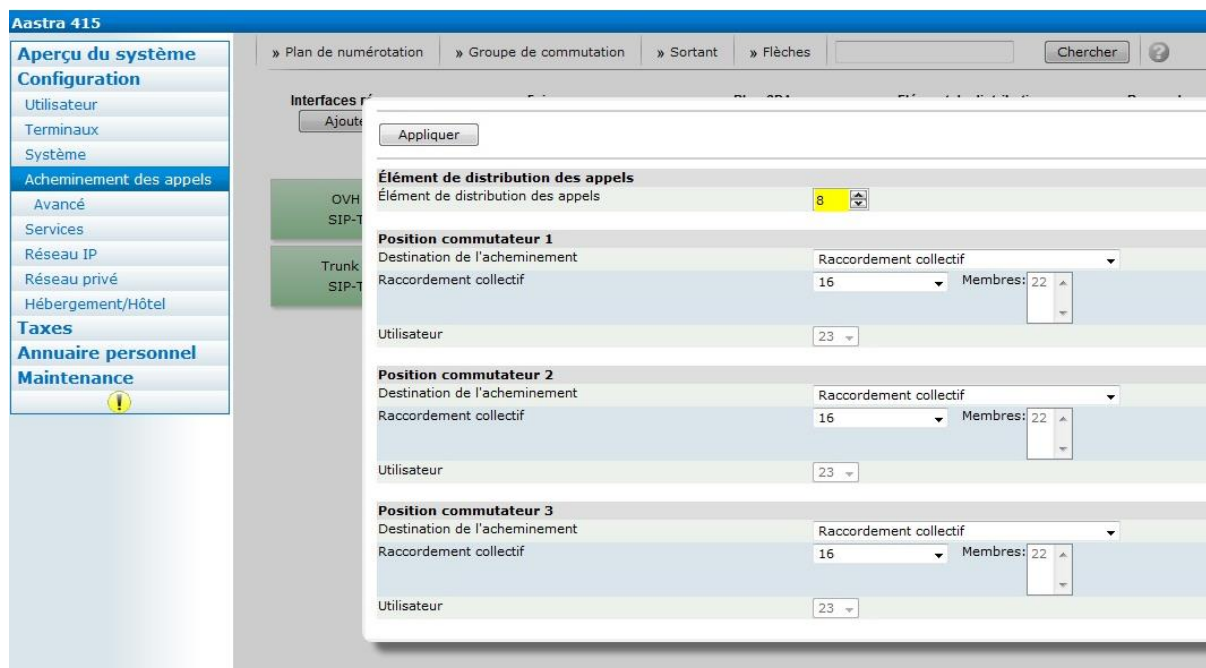 Aastra 415
Aperçu du système
Configuration
Utilisateur
Terminaux
Système
Acheminement des appels
Avancé
Services
Réseau IP
Réseau privé
Hébergement/Hôtel
Taxes
Annuaire personnel
Maintenance
» Plan de numérotation » Groupe de commutation » Sortant » Flèches Chercher
Interfaces
Ajoute
OVH
SIP-T
Trunk
SIP-T
Appliquer
Élément de distribution des appels
Élément de distribution des appels 8
Position commutateur 1
Destination de l'acheminement Raccordement collectif
Raccordement collectif 16 Membres: 22
Utilisateur 23
Position commutateur 2
Destination de l'acheminement Raccordement collectif
Raccordement collectif 16 Membres: 22
Utilisateur 23
Position commutateur 3
Destination de l'acheminement Raccordement collectif
Raccordement collectif 16 Membres: 22
Utilisateur 23